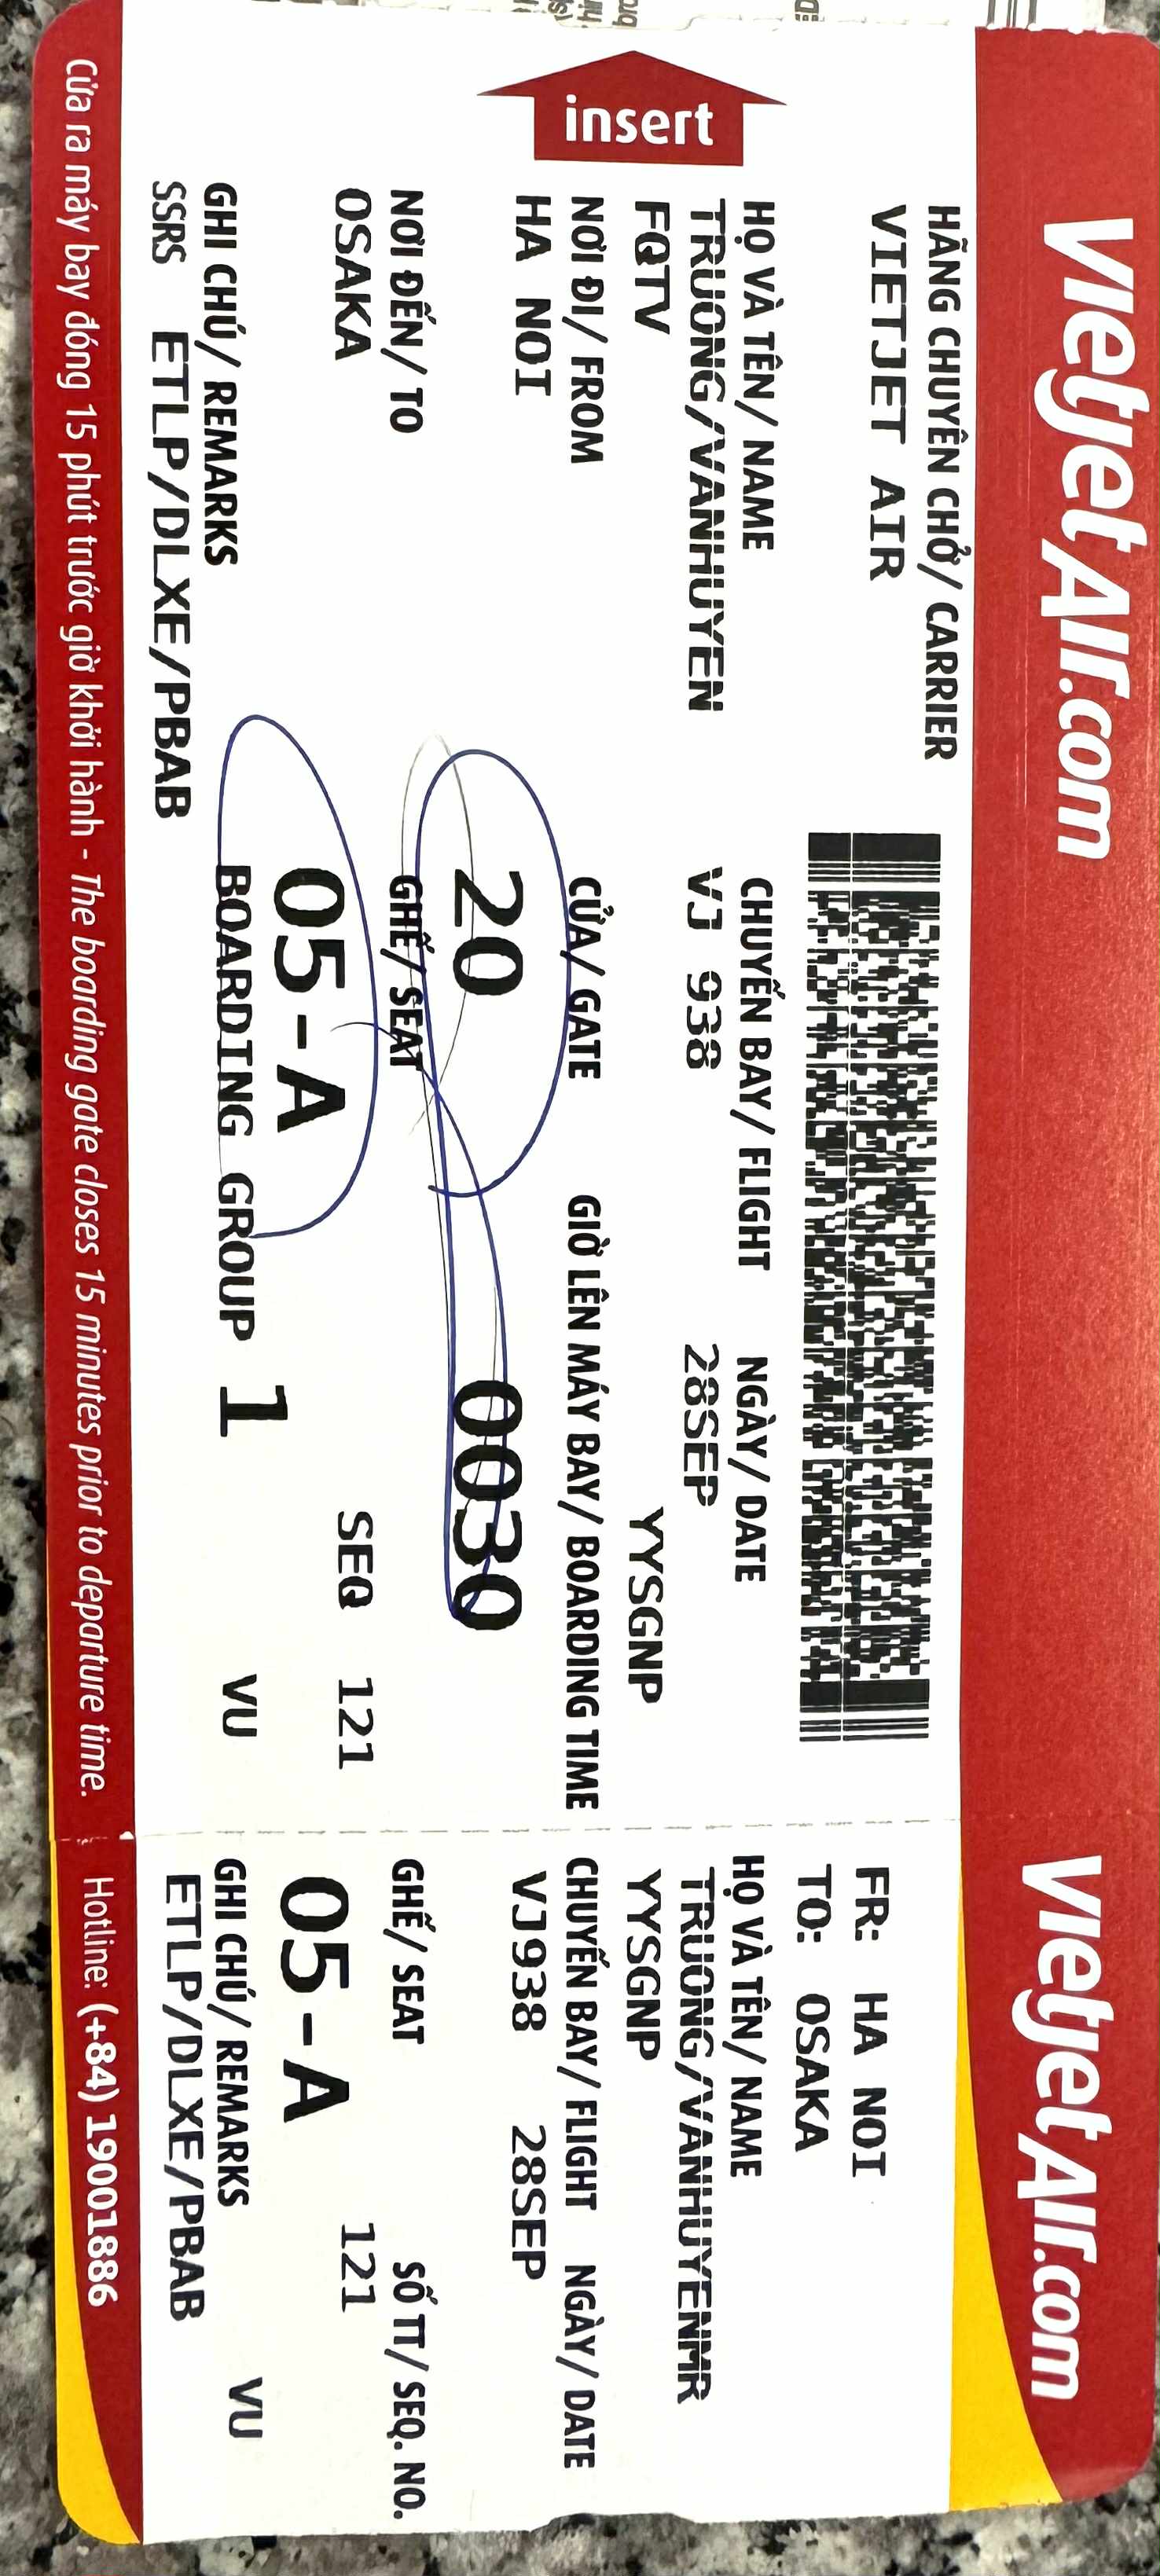 VietjetAir.com
insert
HÃNG CHUYÊN CHỞ/ CARRIER
VIETJET AIR
HỌ VÀ TÊN/ NAME
TRUONG/VANHUYEN
FQTV
NƠI ĐI/ FROM
HA NOI
NƠI ĐẾN/ TO
OSAKA
GHI CHÚ/ REMARKS
SSRS ETLP/DLXE/PBAB
CHUYẾN BAY/ FLIGHT NGÀY/ DATE
VJ 938 28SEP
YYSGNP
CỬA/ GATE GIỜ LÊN MÁY BAY/ BOARDING TIME
20 0030
GHẾ/ SEAT
05-A SEQ 121
BOARDING GROUP 1 VU
Cửa ra máy bay đóng 15 phút trước giờ khởi hành - The boarding gate closes 15 minutes prior to departure time.
VietjetAir.com
FR: HA NOI
TO: OSAKA
HỌ VÀ TÊN/ NAME
TRUONG/VANHUYENMR
YYSGNP
CHUYẾN BAY/ FLIGHT NGÀY/ DATE
VJ938 28SEP
GHẾ/ SEAT SỐ TT/ SEQ. NO.
05-A 121
GHI CHÚ/ REMARKS VU
ETLP/DLXE/PBAB
Hotline: (+84) 19001886